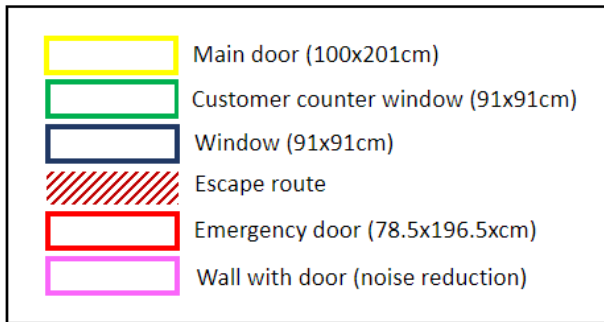 Main door (100x201cm)
Customer counter window (91x91cm)
Window (91x91cm)
Escape route
Emergency door (78.5x196.5xcm)
Wall with door (noise reduction)